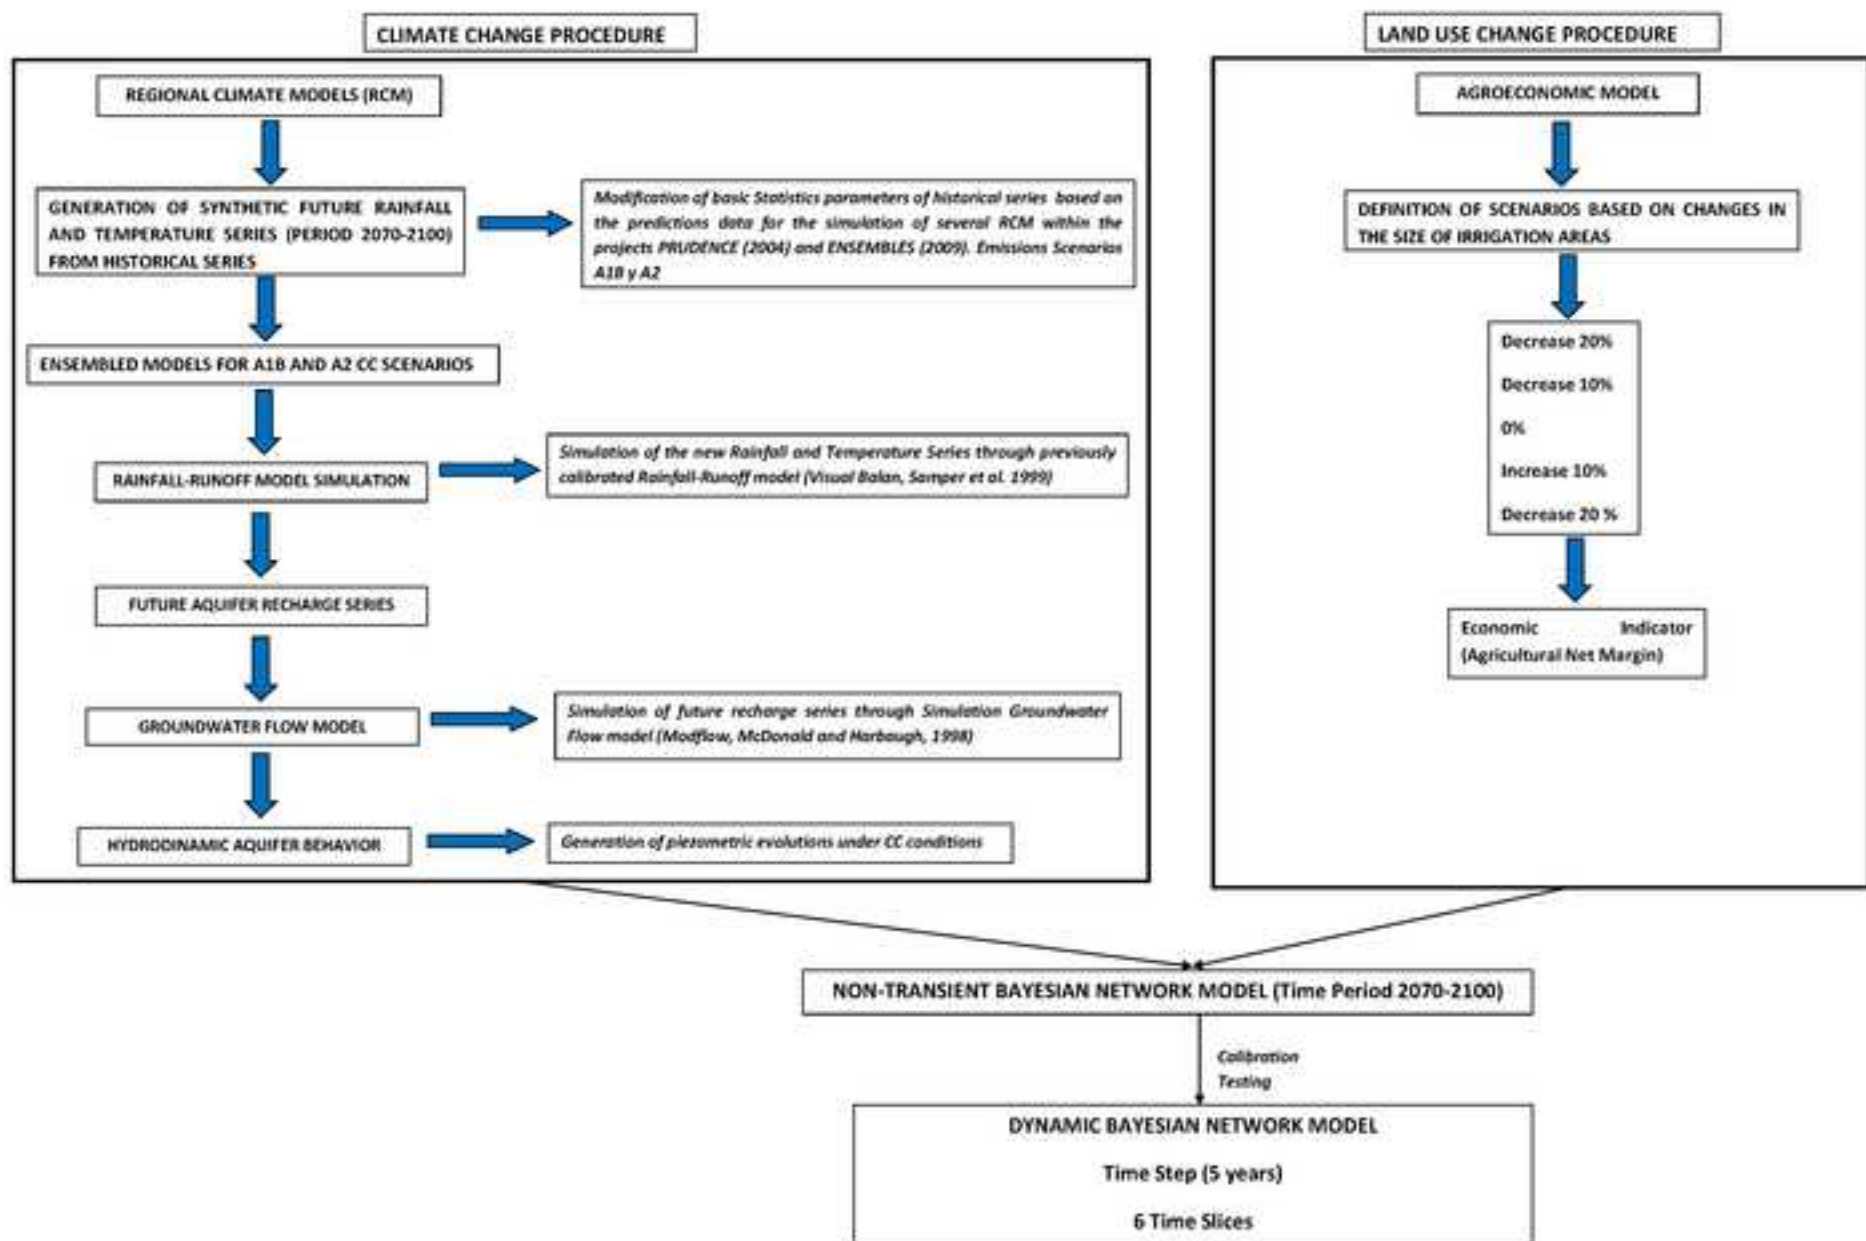 CLIMATE CHANGE PROCEDURE
REGIONAL CLIMATE MODELS (RCM)
GENERATION OF SYNTHETIC FUTURE RAINFALL
AND TEMPERATURE SERIES (PERIOD 2070-2100)
FROM HISTORICAL SERIES
Modification of basic Statistics parameters of historical series based on
the predictions data for the simulation of several RCM within the
projects PRUDENCE (2004) and ENSEMBLES (2009). Emissions Scenarios
A1B y A2
ENSEMBLED MODELS FOR A1B AND A2 CC SCENARIOS
RAINFALL-RUNOFF MODEL SIMULATION
Simulation of the new Rainfall and Temperature Series through previously
calibrated Rainfall-Runoff model (Visual Balan, Samper et al. 1999)
FUTURE AQUIFER RECHARGE SERIES
GROUNDWATER FLOW MODEL
Simulation of future recharge series through Simulation Groundwater
Flow model (Modflow, McDonald and Harbaugh, 1998)
HYDRODINAMIC AQUIFER BEHAVIOR
Generation of piezometric evolutions under CC conditions
LAND USE CHANGE PROCEDURE
AGROECONOMIC MODEL
DEFINITION OF SCENARIOS BASED ON CHANGES IN
THE SIZE OF IRRIGATION AREAS
Decrease 20%
Decrease 10%
0%
Increase 10%
Decrease 20 %
Economic Indicator
(Agricultural Net Margin)
NON-TRANSIENT BAYESIAN NETWORK MODEL (Time Period 2070-2100)
Calibration
Testing
DYNAMIC BAYESIAN NETWORK MODEL
Time Step (5 years)
6 Time Slices